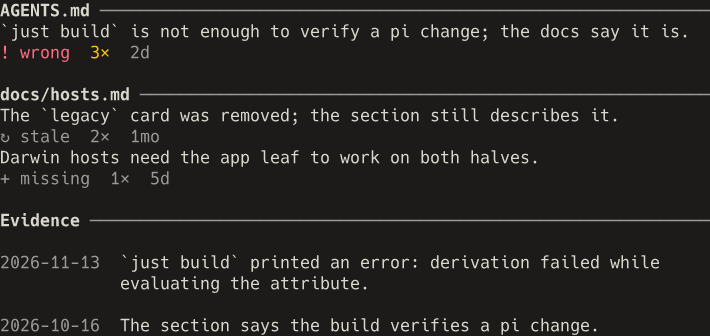 AGENTS.md
`just build` is not enough to verify a pi change; the docs say it is.
! wrong  3×  2d
docs/hosts.md
The `legacy` card was removed; the section still describes it.
↻ stale  2×  1mo
Darwin hosts need the app leaf to work on both halves.
+ missing  1×  5d
Evidence
2026-11-13  `just build` printed an error: derivation failed while
evaluating the attribute.
2026-10-16  The section says the build verifies a pi change.